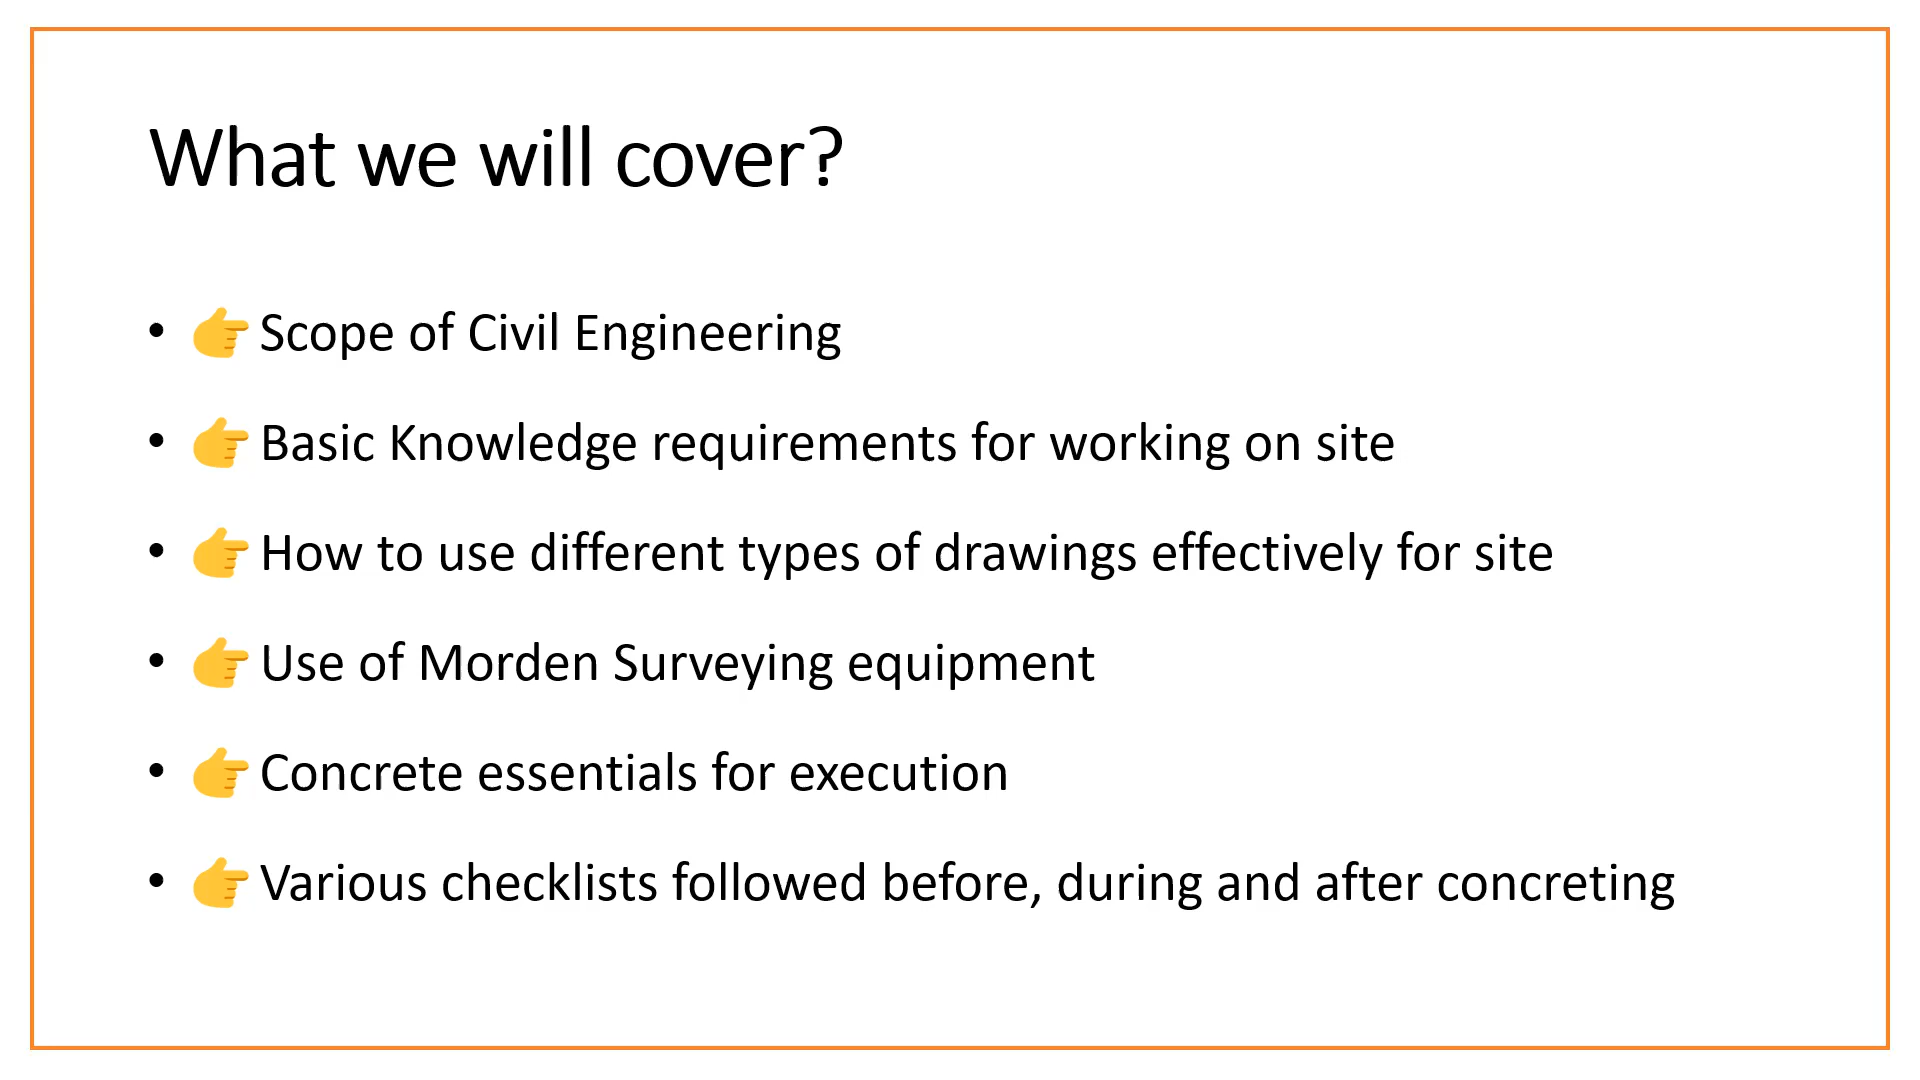 What we will cover?
• 👉 Scope of Civil Engineering
• 👉 Basic Knowledge requirements for working on site
• 👉 How to use different types of drawings effectively for site
• 👉 Use of Morden Surveying equipment
• 👉 Concrete essentials for execution
• 👉 Various checklists followed before, during and after concreting